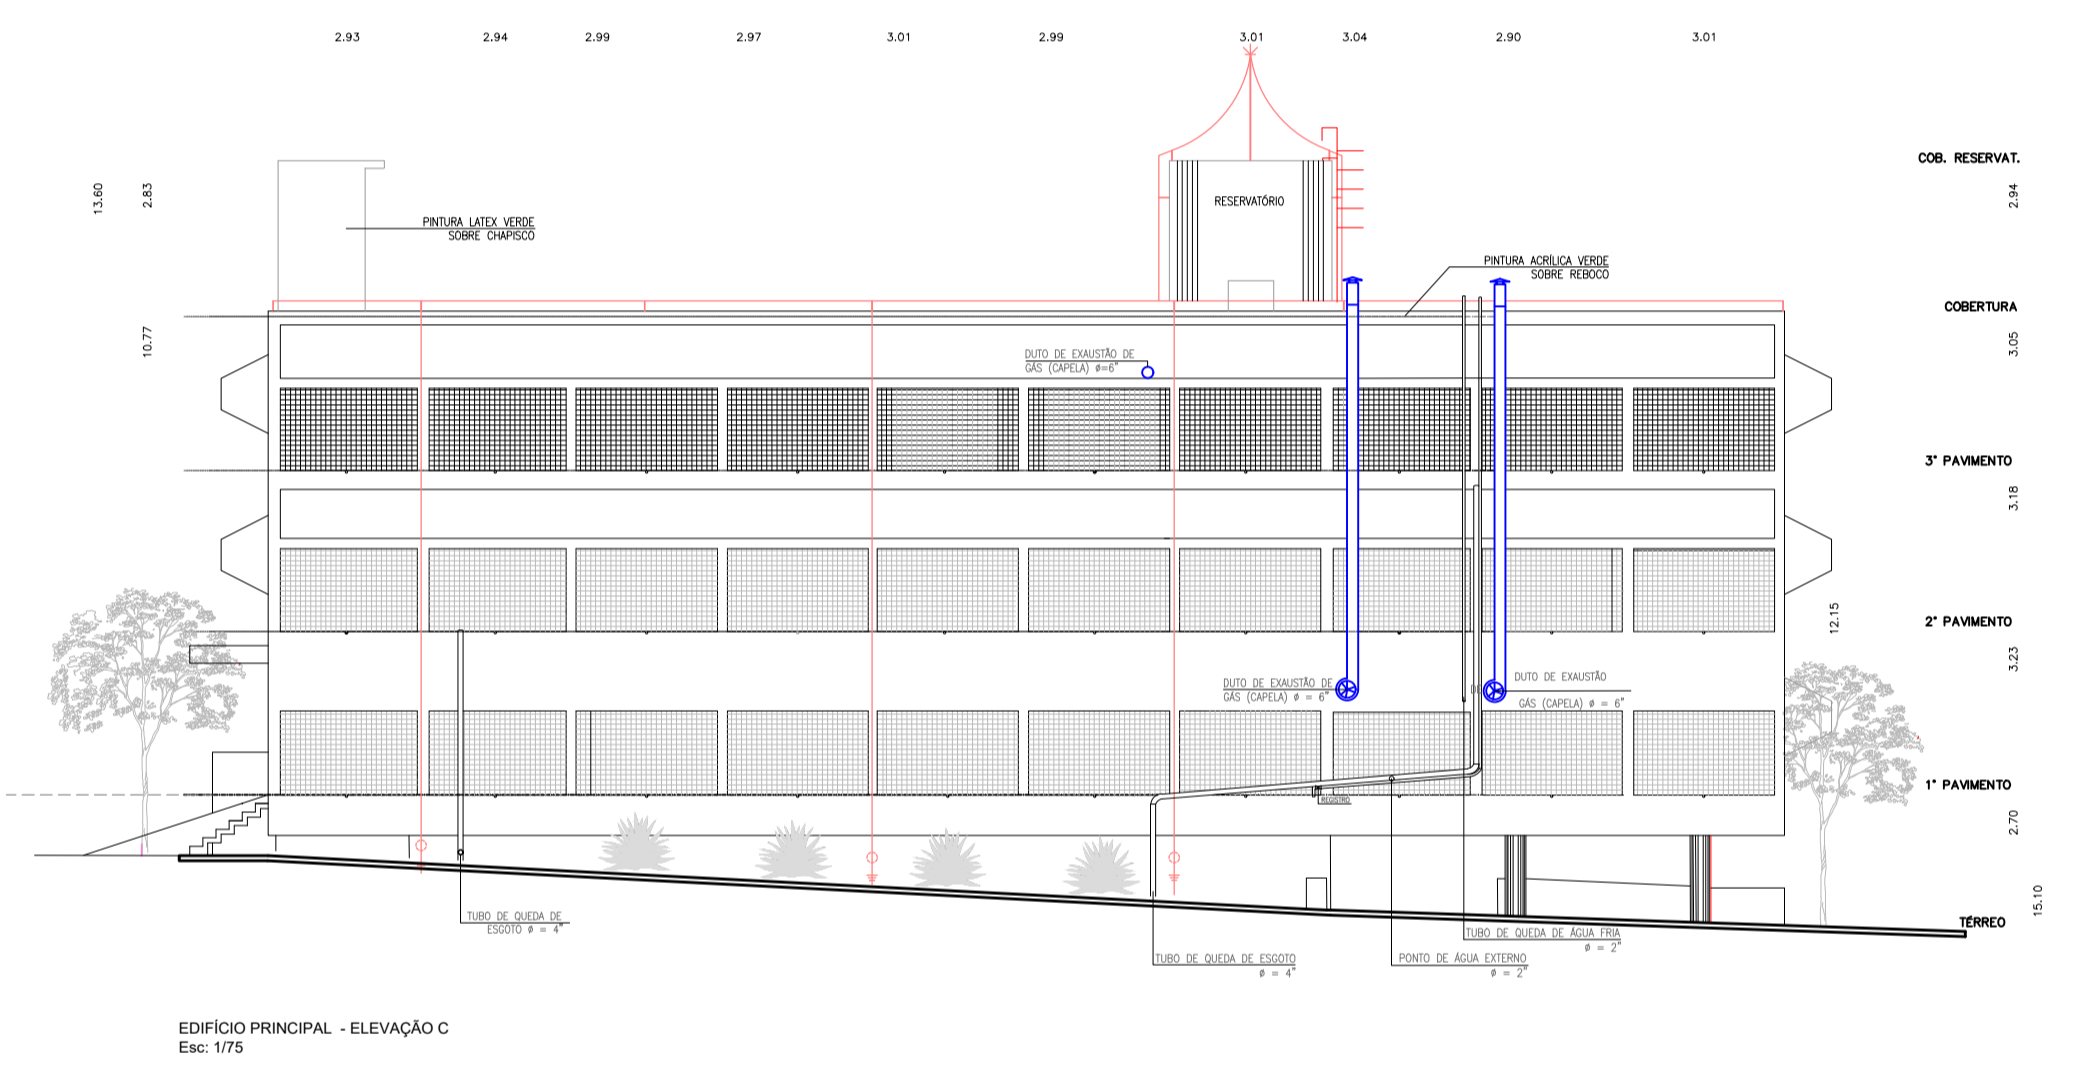 2.93 2.94 2.99 2.97 3.01 2.99 3.01 3.04 2.90 3.01
COB. RESERVAT.
13.60
2.83
2.94
RESERVATÓRIO
PINTURA LATEX VERDE
SOBRE CHAPISCO
PINTURA ACRÍLICA VERDE
SOBRE REBOCO
COBERTURA
10.77
3.05
DUTO DE EXAUSTÃO DE
GÁS (CAPELA) ø=6"
3° PAVIMENTO
3.18
2° PAVIMENTO
12.15
3.23
DUTO DE EXAUSTÃO DE
GÁS (CAPELA) ø = 6"
DE
DUTO DE EXAUSTÃO
GÁS (CAPELA) ø = 6"
1° PAVIMENTO
REGISTRO
2.70
15.10
TÉRREO
TUBO DE QUEDA DE
ESGOTO ø = 4"
TUBO DE QUEDA DE ÁGUA FRIA
ø = 2"
TUBO DE QUEDA DE ESGOTO
ø = 4"
PONTO DE ÁGUA EXTERNO
ø = 2"
EDIFÍCIO PRINCIPAL - ELEVAÇÃO C
Esc: 1/75